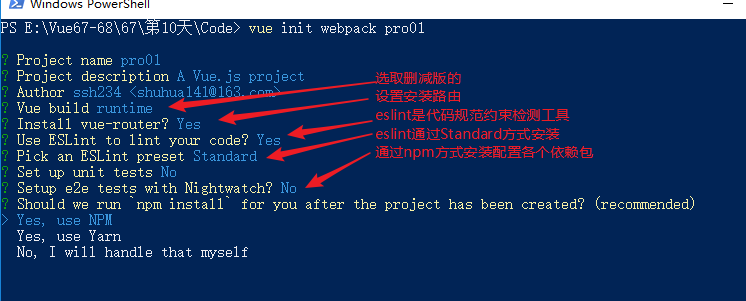 Windows PowerShell
PS E:\Vue67-68\67\第10天\Code> vue init webpack pro01
? Project name pro01
? Project description A Vue.js project
? Author ssh234 <shuhua141@163.com>
? Vue build runtime
? Install vue-router? Yes
? Use ESLint to lint your code? Yes
? Pick an ESLint preset Standard
? Set up unit tests No
? Setup e2e tests with Nightwatch? No
? Should we run `npm install` for you after the project has been created? (recommended)
> Yes, use NPM
Yes, use Yarn
No, I will handle that myself
选取删减版的
设置安装路由
eslint是代码规范约束检测工具
eslint通过Standard方式安装
通过npm方式安装配置各个依赖包